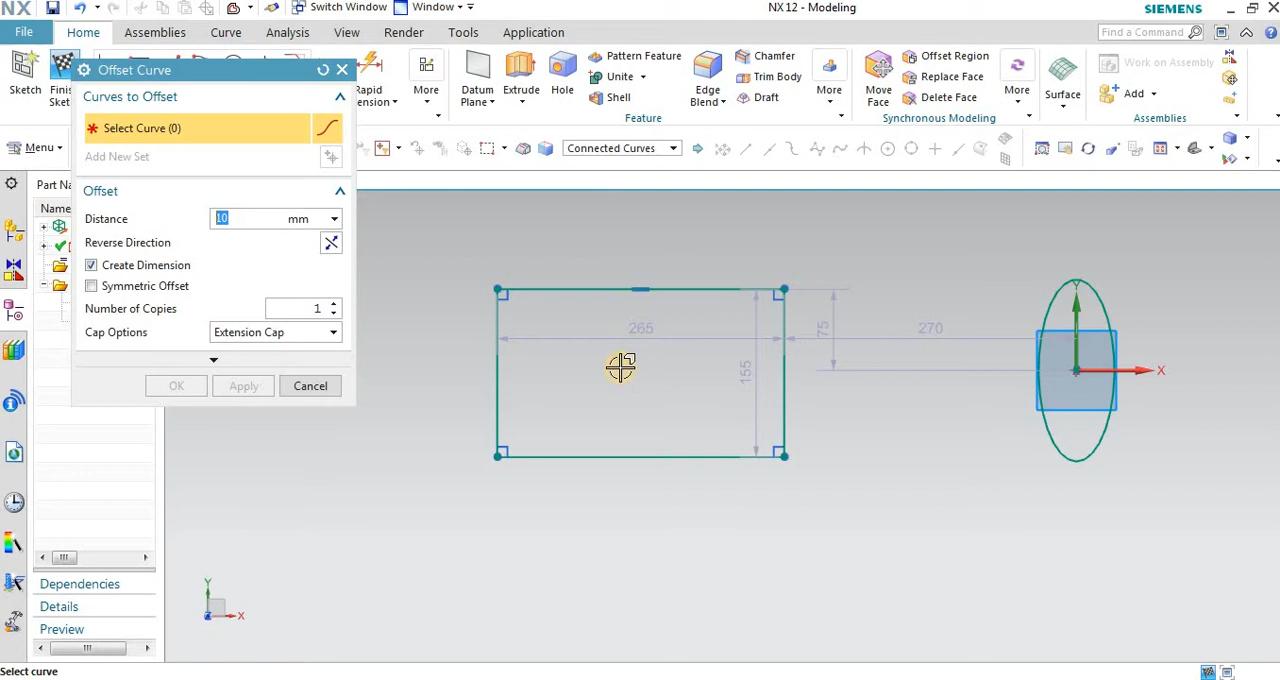 NX
Switch Window
Window
NX 12 - Modeling
SIEMENS
File
Home
Assemblies
Curve
Analysis
View
Render
Tools
Application
Find a Command
Sketch
Finish
Rapid
More
Datum
Plane
Extrude
Hole
Pattern Feature
Unite
Shell
Edge
Blend
Chamfer
Trim Body
Draft
More
Move
Face
Offset Region
Replace Face
Delete Face
More
Surface
Work on Assembly
Add
Feature
Synchronous Modeling
Assemblies
Menu
Connected Curves
Offset Curve
Curves to Offset
* Select Curve (0)
Add New Set
Offset
Distance
10 mm
Reverse Direction
Create Dimension
Symmetric Offset
Number of Copies
1
Cap Options
Extension Cap
OK
Apply
Cancel
Part Na
Name
Dependencies
Details
Preview
265
155
75
270
Y
X
Y
X
Select curve